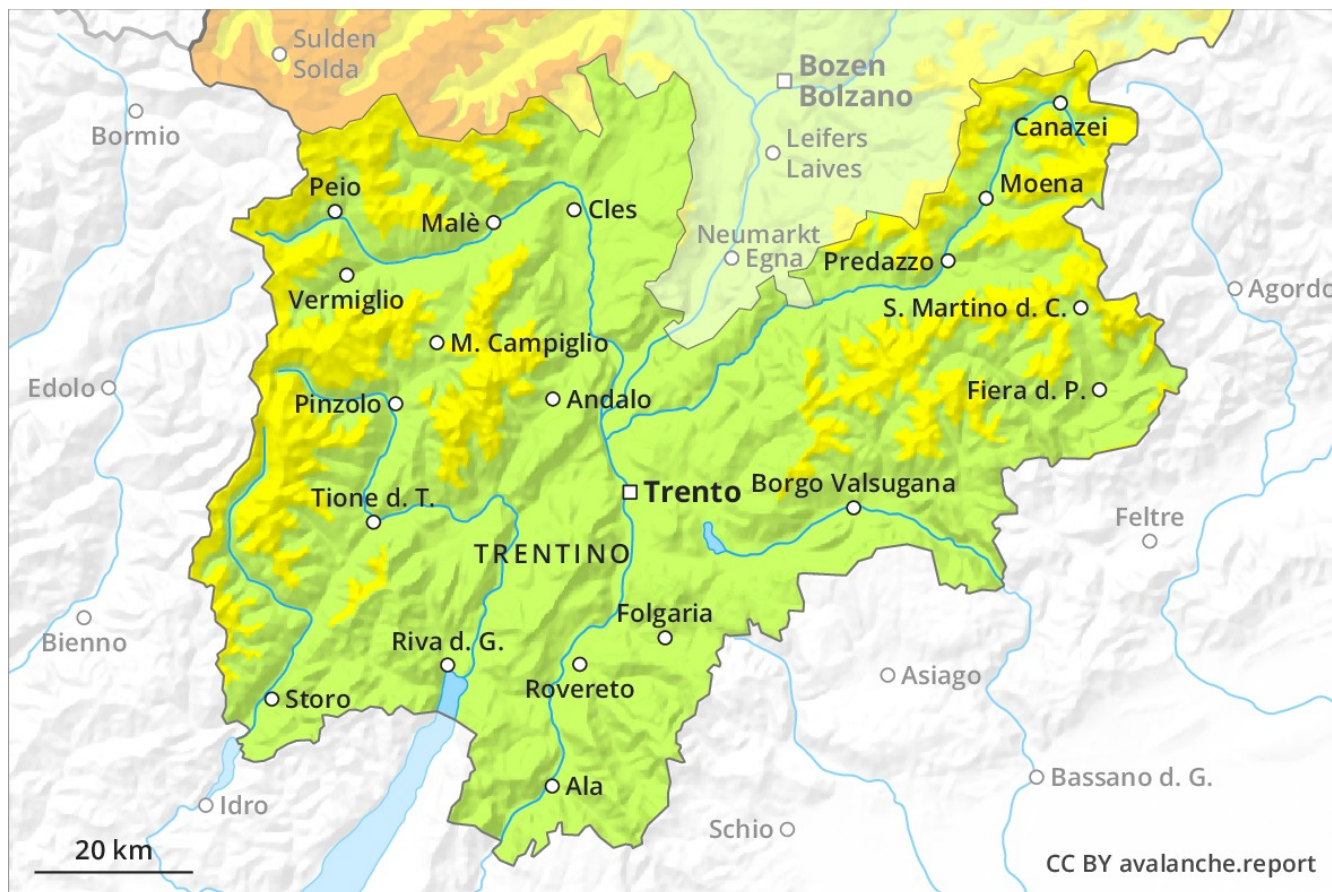 Sulden
Solda
Bozen
Bolzano
Bormio
Canazei
Leifers
Laives
Peio
Moena
Malè
Cles
Neumarkt
Egna
Predazzo
Vermiglio
Agordo
S. Martino d. C.
M. Campiglio
Edolo
Pinzolo
Andalo
Fiera d. P.
Tione d. T.
Trento
Borgo Valsugana
Feltre
TRENTINO
Bienno
Folgaria
Riva d. G.
Asiago
Rovereto
Storo
Bassano d. G.
Ala
Idro
Schio
20 km
CC BY avalanche.report